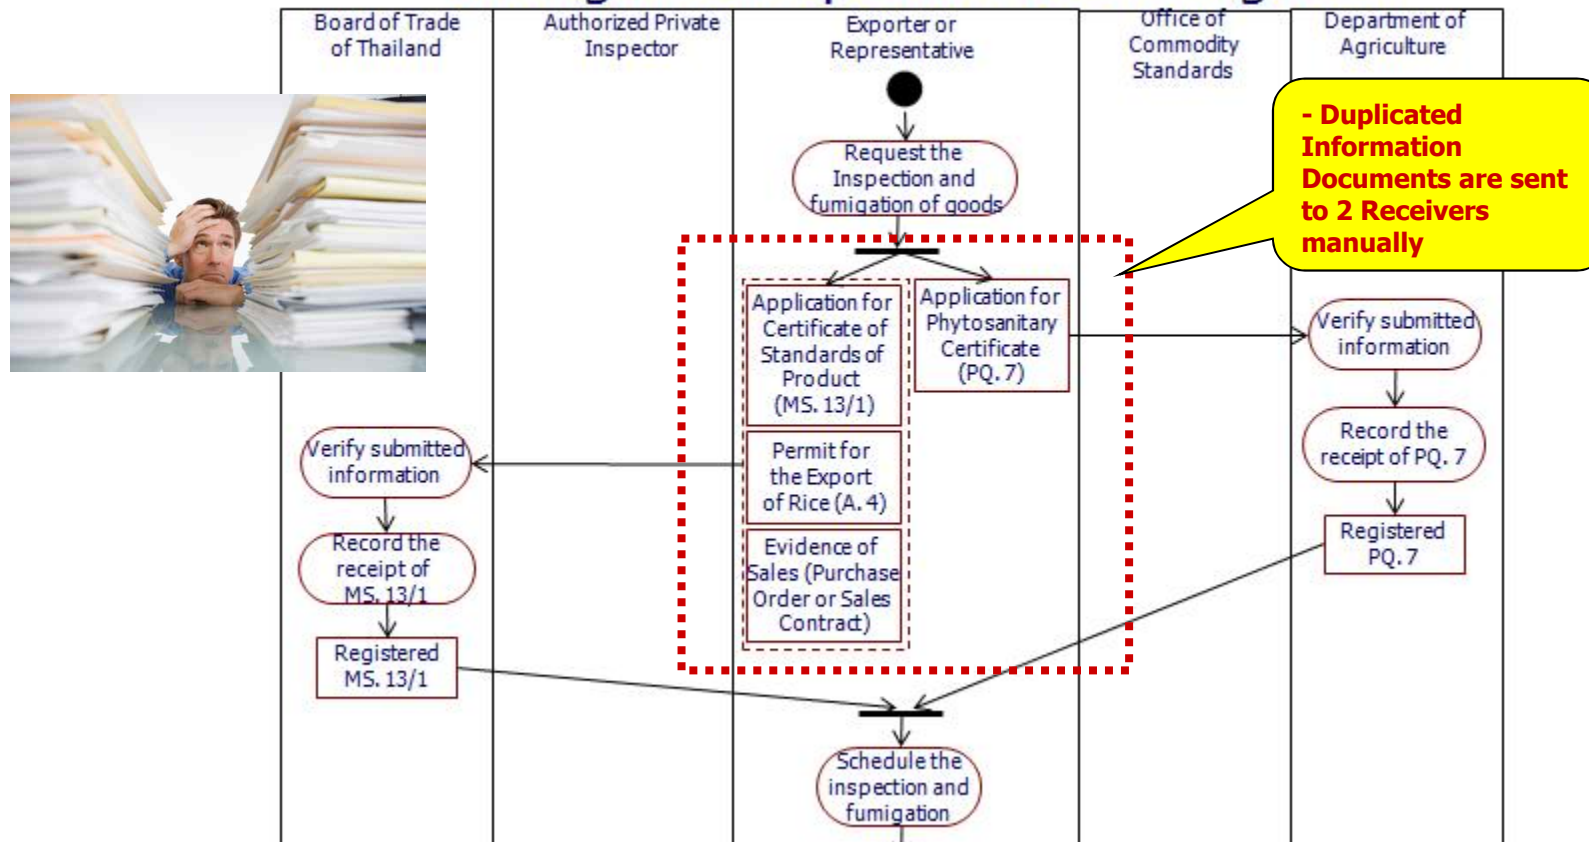 Board of Trade
of Thailand
Authorized Private
Inspector
Exporter or
Representative
Office of
Commodity
Standards
Department of
Agriculture
- Duplicated
Information
Documents are sent
to 2 Receivers
manually
Request the
Inspection and
fumigation of goods
Application for
Certificate of
Standards of
Product
(MS. 13/1)
Application for
Phytosanitary
Certificate
(PQ. 7)
Verify submitted
information
Record the
receipt of PQ. 7
Registered
PQ. 7
Permit for
the Export
of Rice (A. 4)
Evidence of
Sales (Purchase
Order or Sales
Contract)
Verify submitted
information
Record the
receipt of
MS. 13/1
Registered
MS. 13/1
Schedule the
inspection and
fumigation